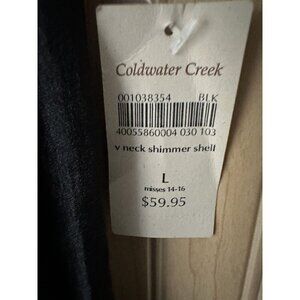 Coldwater Creek
001038354 BLK
40055860004 030 103
v neck shimmer shell
L
misses 14-16
$59.95